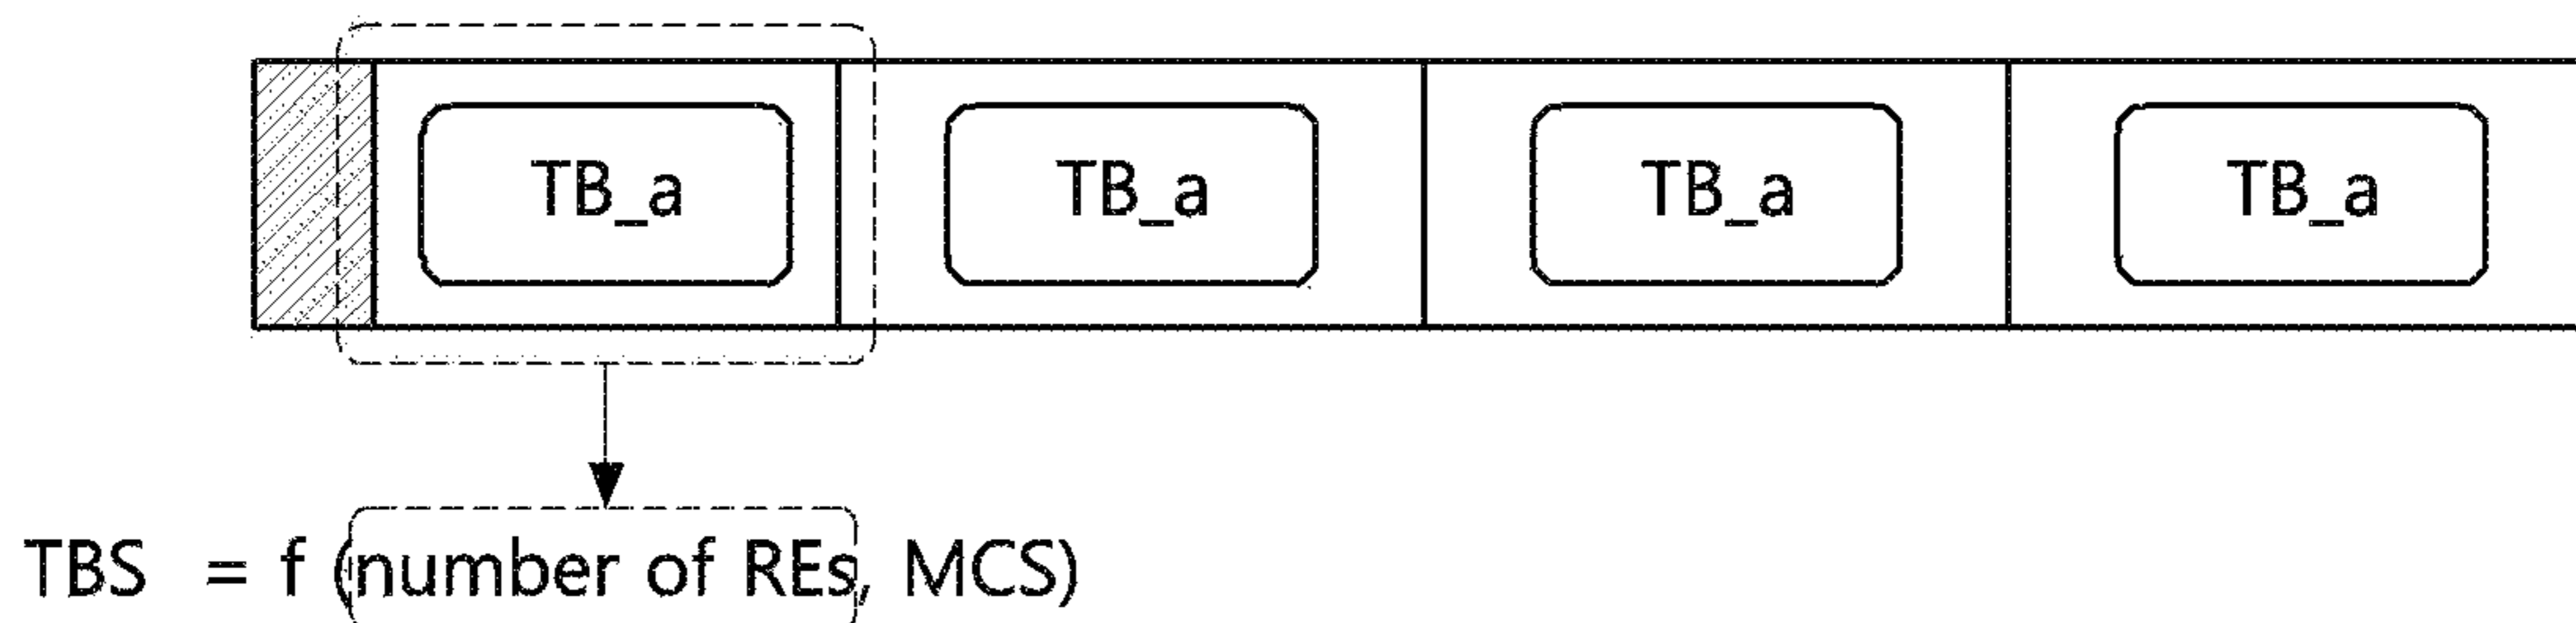 TB_a TB_a TB_a TB_a
TBS = f (number of REs, MCS)